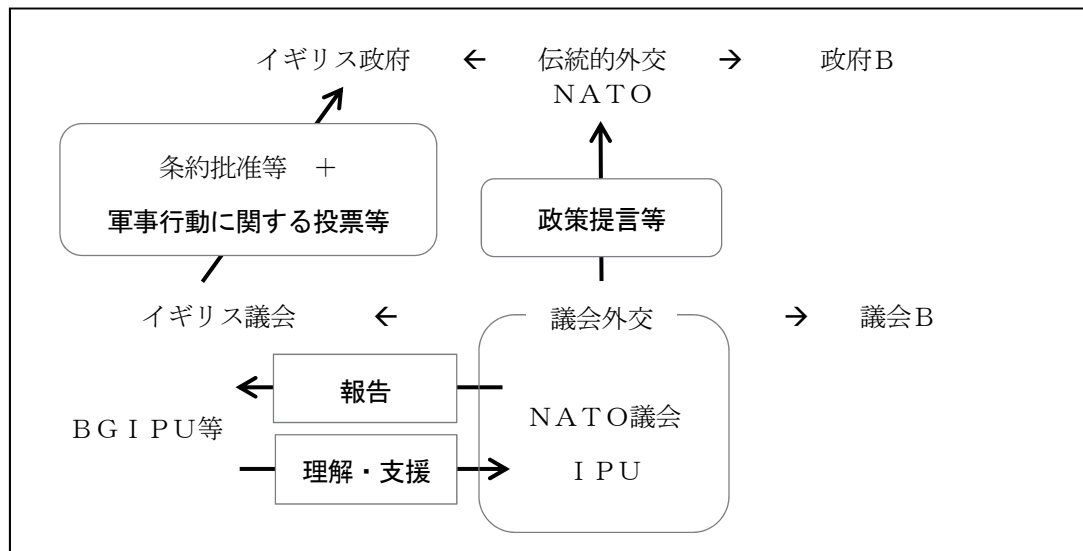 イギリス政府 ← 伝統的外交 → 政府B
NATO
条約批准等 +
軍事行動に関する投票等
政策提言等
イギリス議会 ← 議会外交 → 議会B
報告
NATO議会
BGIPU等
理解・支援
IPU